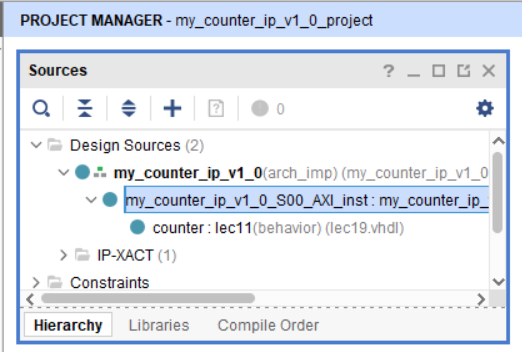 PROJECT MANAGER - my_counter_ip_v1_0_project
Sources
? _
0
Design Sources (2)
my_counter_ip_v1_0(arch_imp) (my_counter_ip_v1_0
my_counter_ip_v1_0_S00_AXI_inst : my_counter_ip_
counter : lec11(behavior) (lec19.vhdl)
IP-XACT (1)
Constraints
Hierarchy Libraries Compile Order